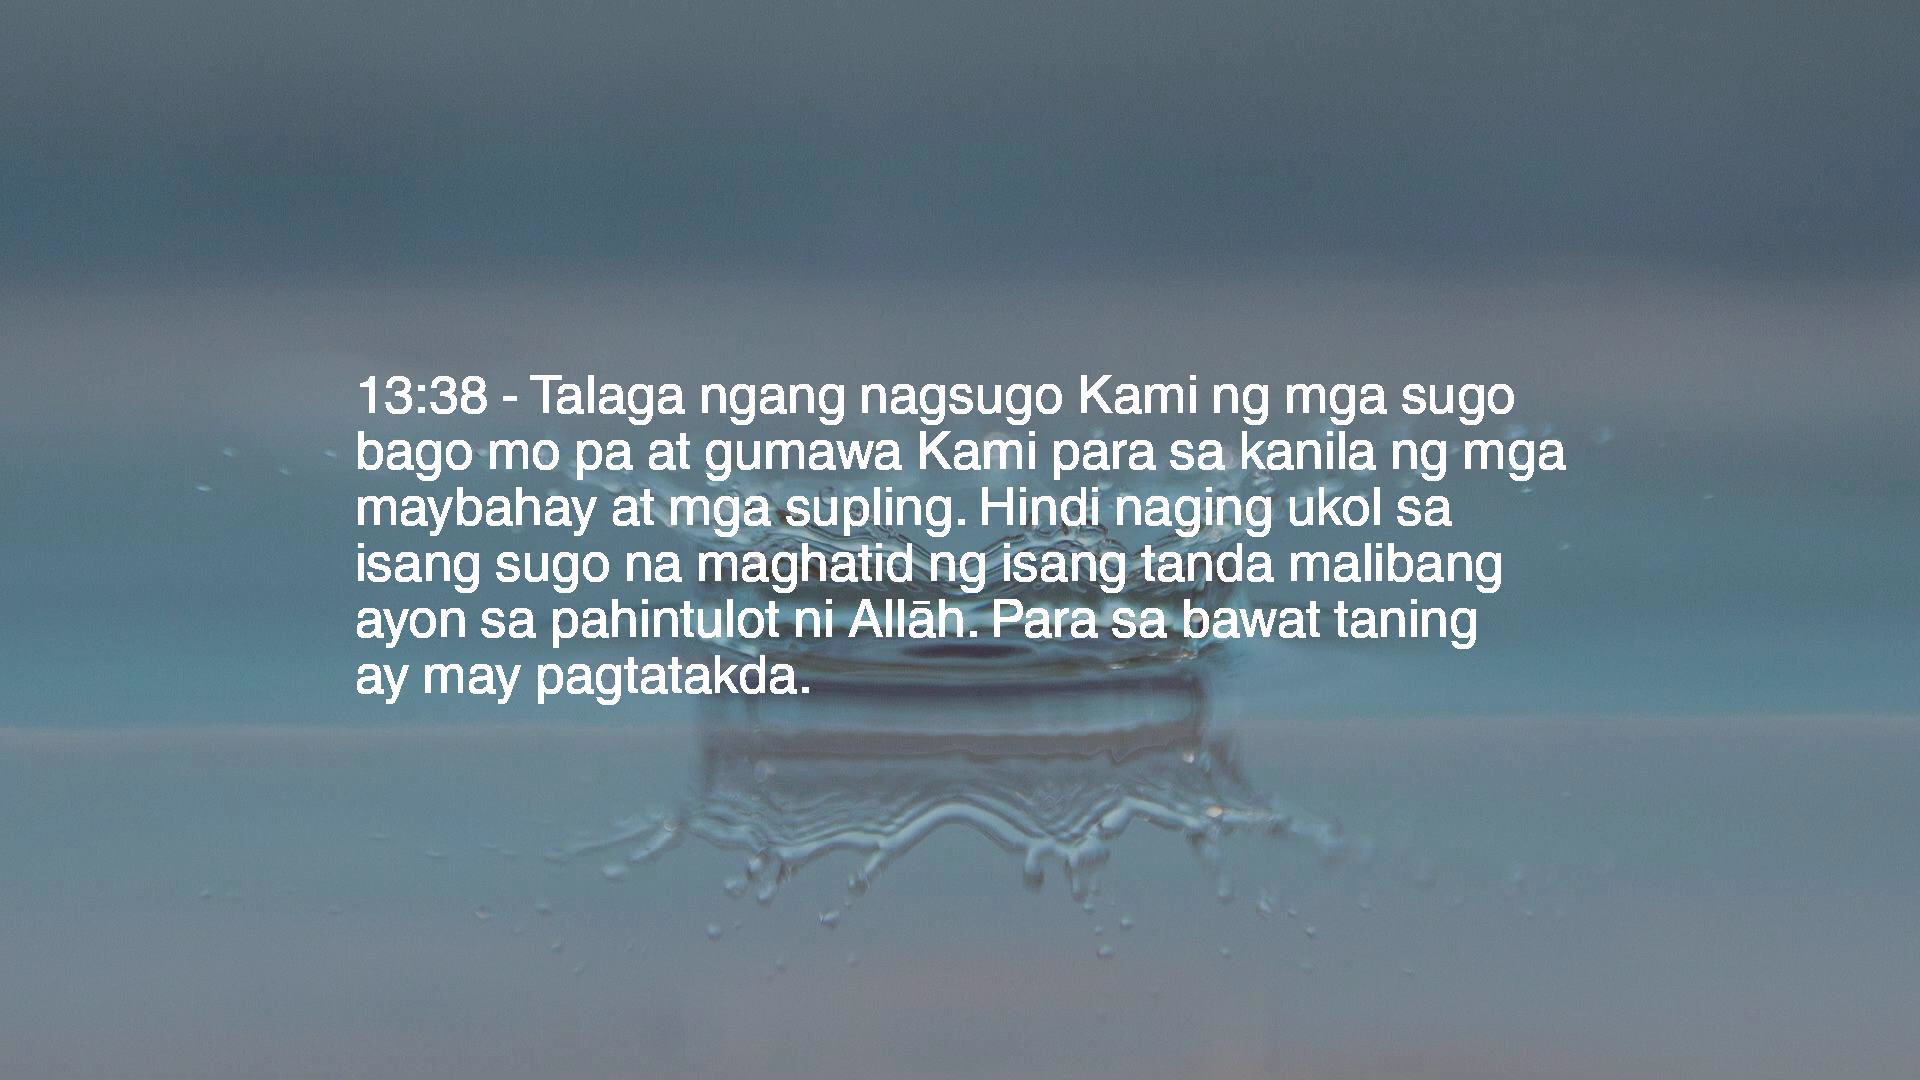 13:38 - Talaga ngang nagsugo Kami ng mga sugo
bago mo pa at gumawa Kami para sa kanila ng mga
maybahay at mga supling. Hindi naging ukol sa
isang sugo na maghatid ng isang tanda malibang
ayon sa pahintulot ni Allāh. Para sa bawat taning
ay may pagtatakda.